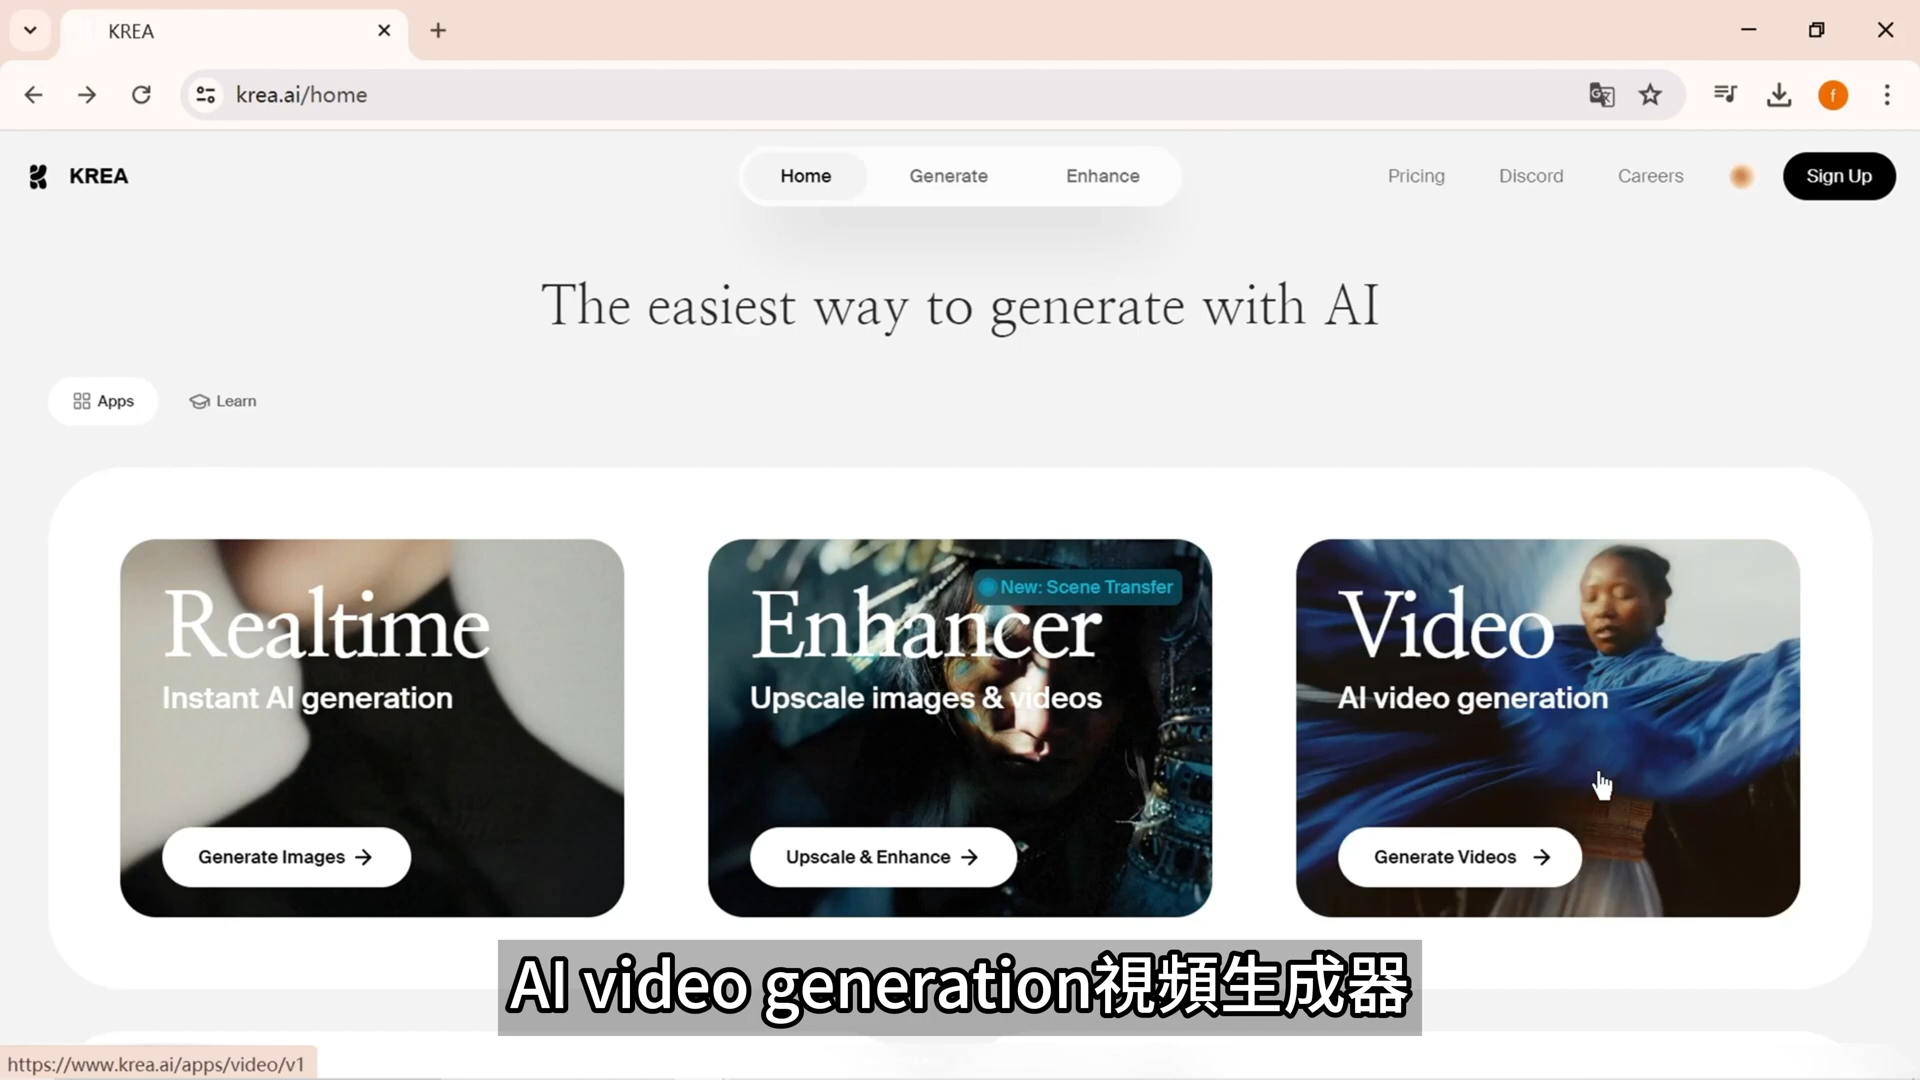 KREA
krea.ai/home
f
KREA
Home Generate Enhance
Pricing Discord Careers Sign Up
The easiest way to generate with AI
Apps Learn
Realtime
Instant AI generation
Generate Images →
New: Scene Transfer
Enhancer
Upscale images & videos
Upscale & Enhance →
Video
AI video generation
Generate Videos →
AI video generation視頻生成器
https://www.krea.ai/apps/video/v1